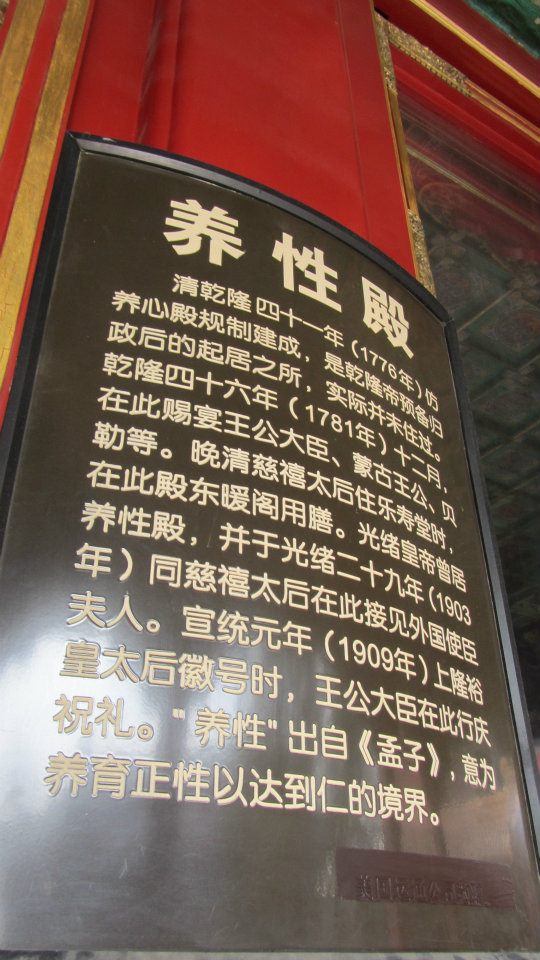 养性殿
清乾隆四十一年（1776年）仿
养心殿规制建成，是乾隆帝预备归
政后的起居之所，实际并未住过。
乾隆四十六年（1781年）十二月，
在此赐宴王公大臣、蒙古王公、贝
勒等。晚清慈禧太后住乐寿堂时，
在此殿东暖阁用膳。光绪皇帝曾居
养性殿，并于光绪二十九年（1903
年）同慈禧太后在此接见外国使臣
夫人。宣统元年（1909年）上隆裕
皇太后徽号时，王公大臣在此行庆
祝礼。"养性"出自《孟子》，意为
养育正性以达到仁的境界。